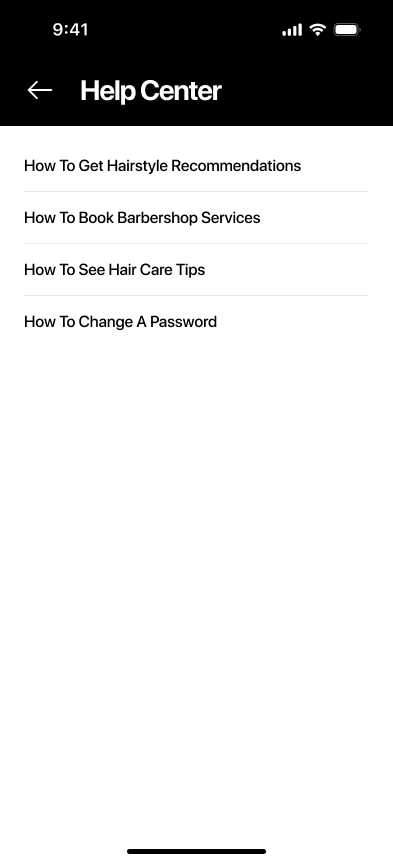 9:41
Help Center
How To Get Hairstyle Recommendations
How To Book Barbershop Services
How To See Hair Care Tips
How To Change A Password